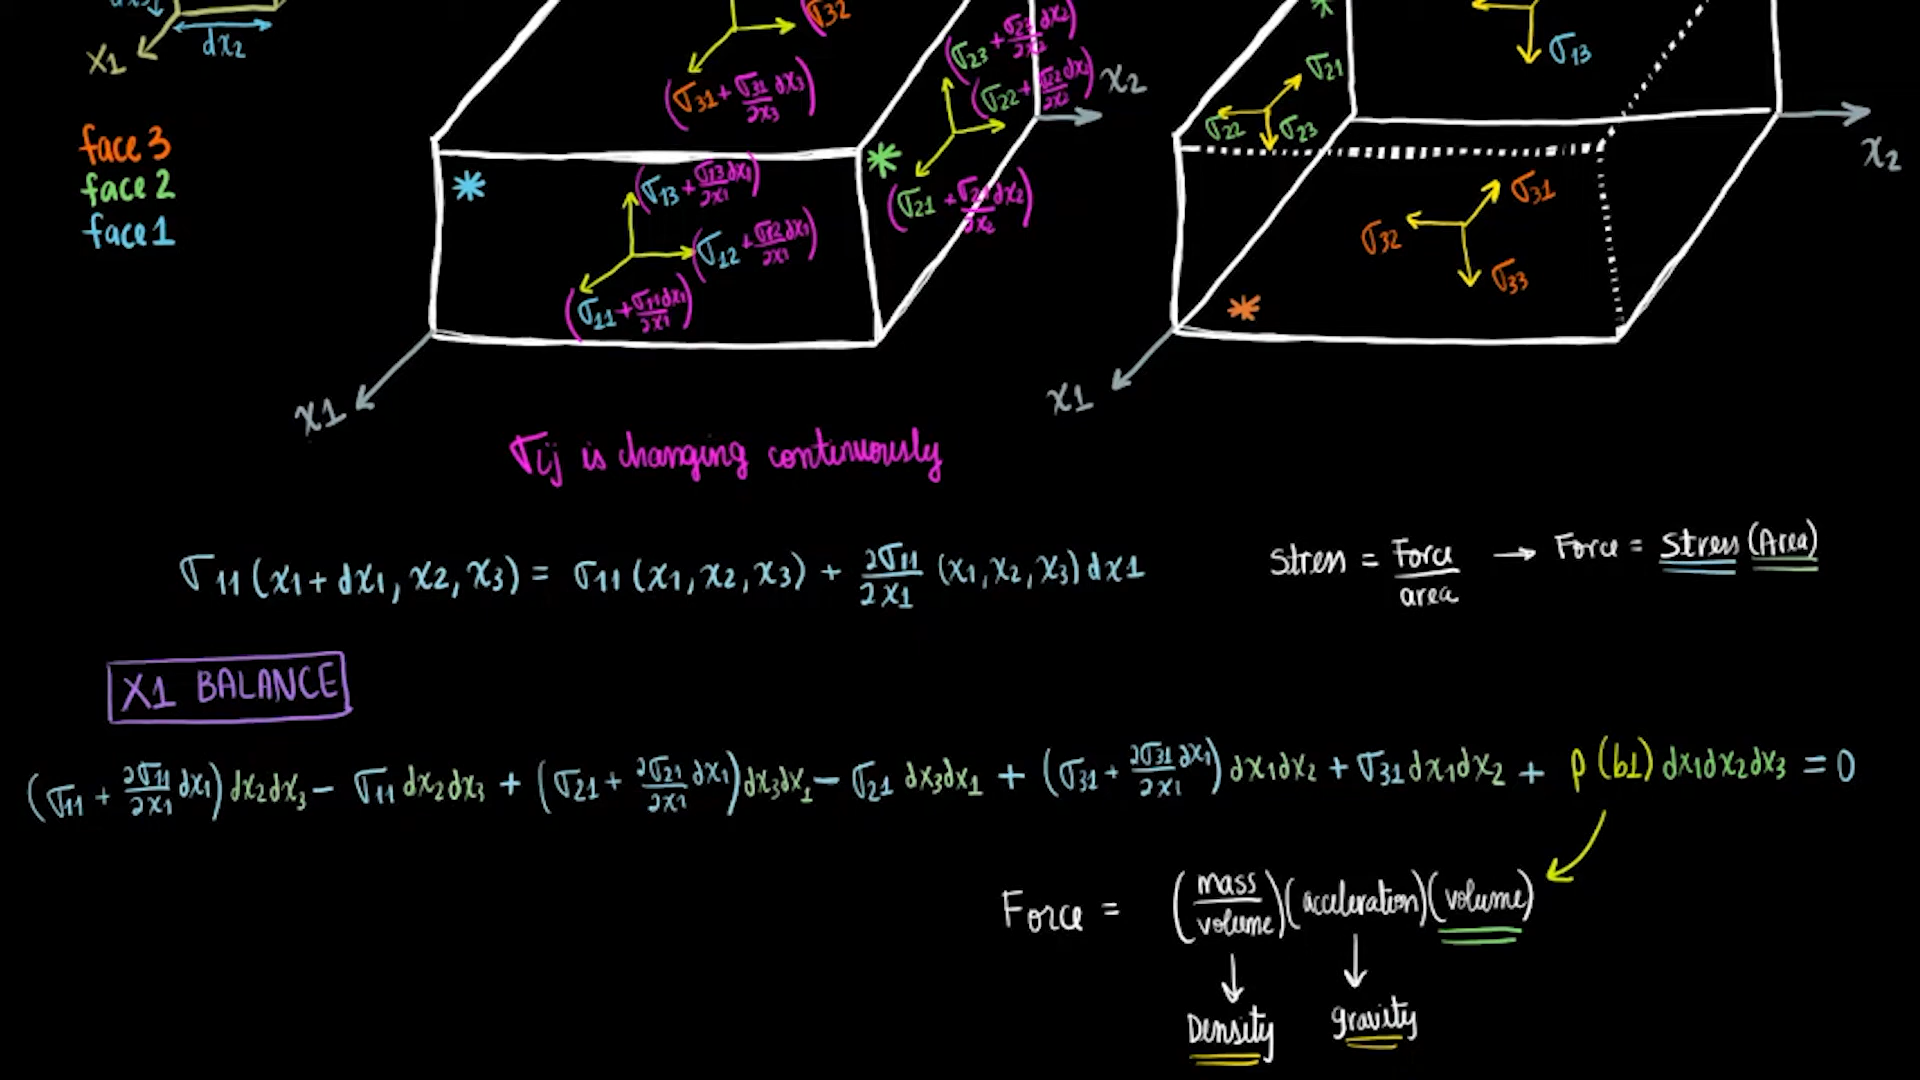 dx2
x1
σ32
(σ31 + σ31/∂x3 dx3)
(σ23 + σ23/∂x2 dx2)
(σ22 + σ22/∂x2 dx2)
x2
σ13
σ21
σ22
σ23
x2
face 3
face 2
face 1
(σ13 + σ13/∂x1 dx1)
(σ12 + σ12/∂x1 dx1)
(σ11 + σ11/∂x1 dx1)
(σ21 + σ21/∂x2 dx2)
σ31
σ32
σ33
x1
x1
σij is changing continuously
σ11 (x1 + dx1, x2, x3) = σ11 (x1, x2, x3) + ∂σ11/∂x1 (x1, x2, x3) dx1
Stress = Force/area → Force = Stress (Area)
X1 BALANCE
(σ11 + ∂σ11/∂x1 dx1) dx2dx3 − σ11 dx2dx3 + (σ21 + ∂σ21/∂x1 dx1) dx3dx1 − σ21 dx3dx1 + (σ31 + ∂σ31/∂x1 dx1) dx1dx2 + σ31 dx1dx2 + ρ (b1) dx1dx2dx3 = 0
Force = (mass/volume)(acceleration)(volume)
Density
gravity